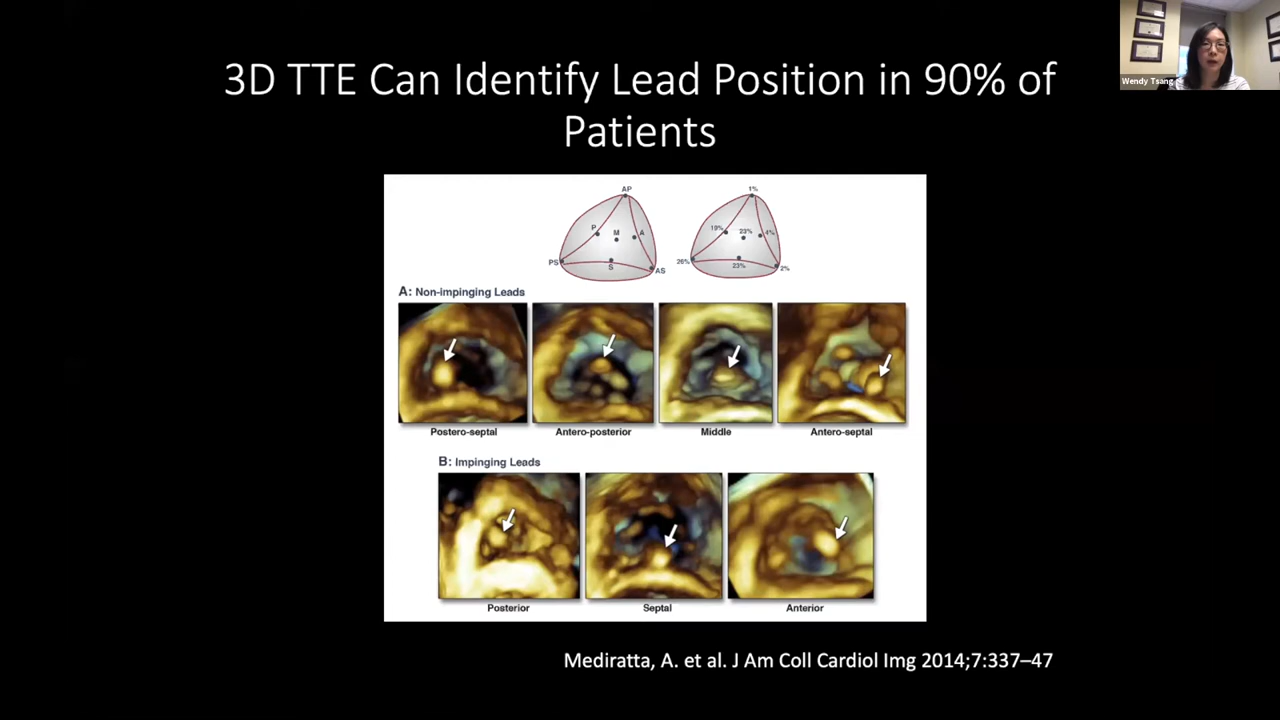 3D TTE Can Identify Lead Position in 90% of
Patients
Wendy Tsang
AP
P
M
A
PS
S
AS
1%
19%
23%
4%
26%
23%
2%
A: Non-impinging Leads
Postero-septal
Antero-posterior
Middle
Antero-septal
B: Impinging Leads
Posterior
Septal
Anterior
Mediratta, A. et al. J Am Coll Cardiol Img 2014;7:337–47